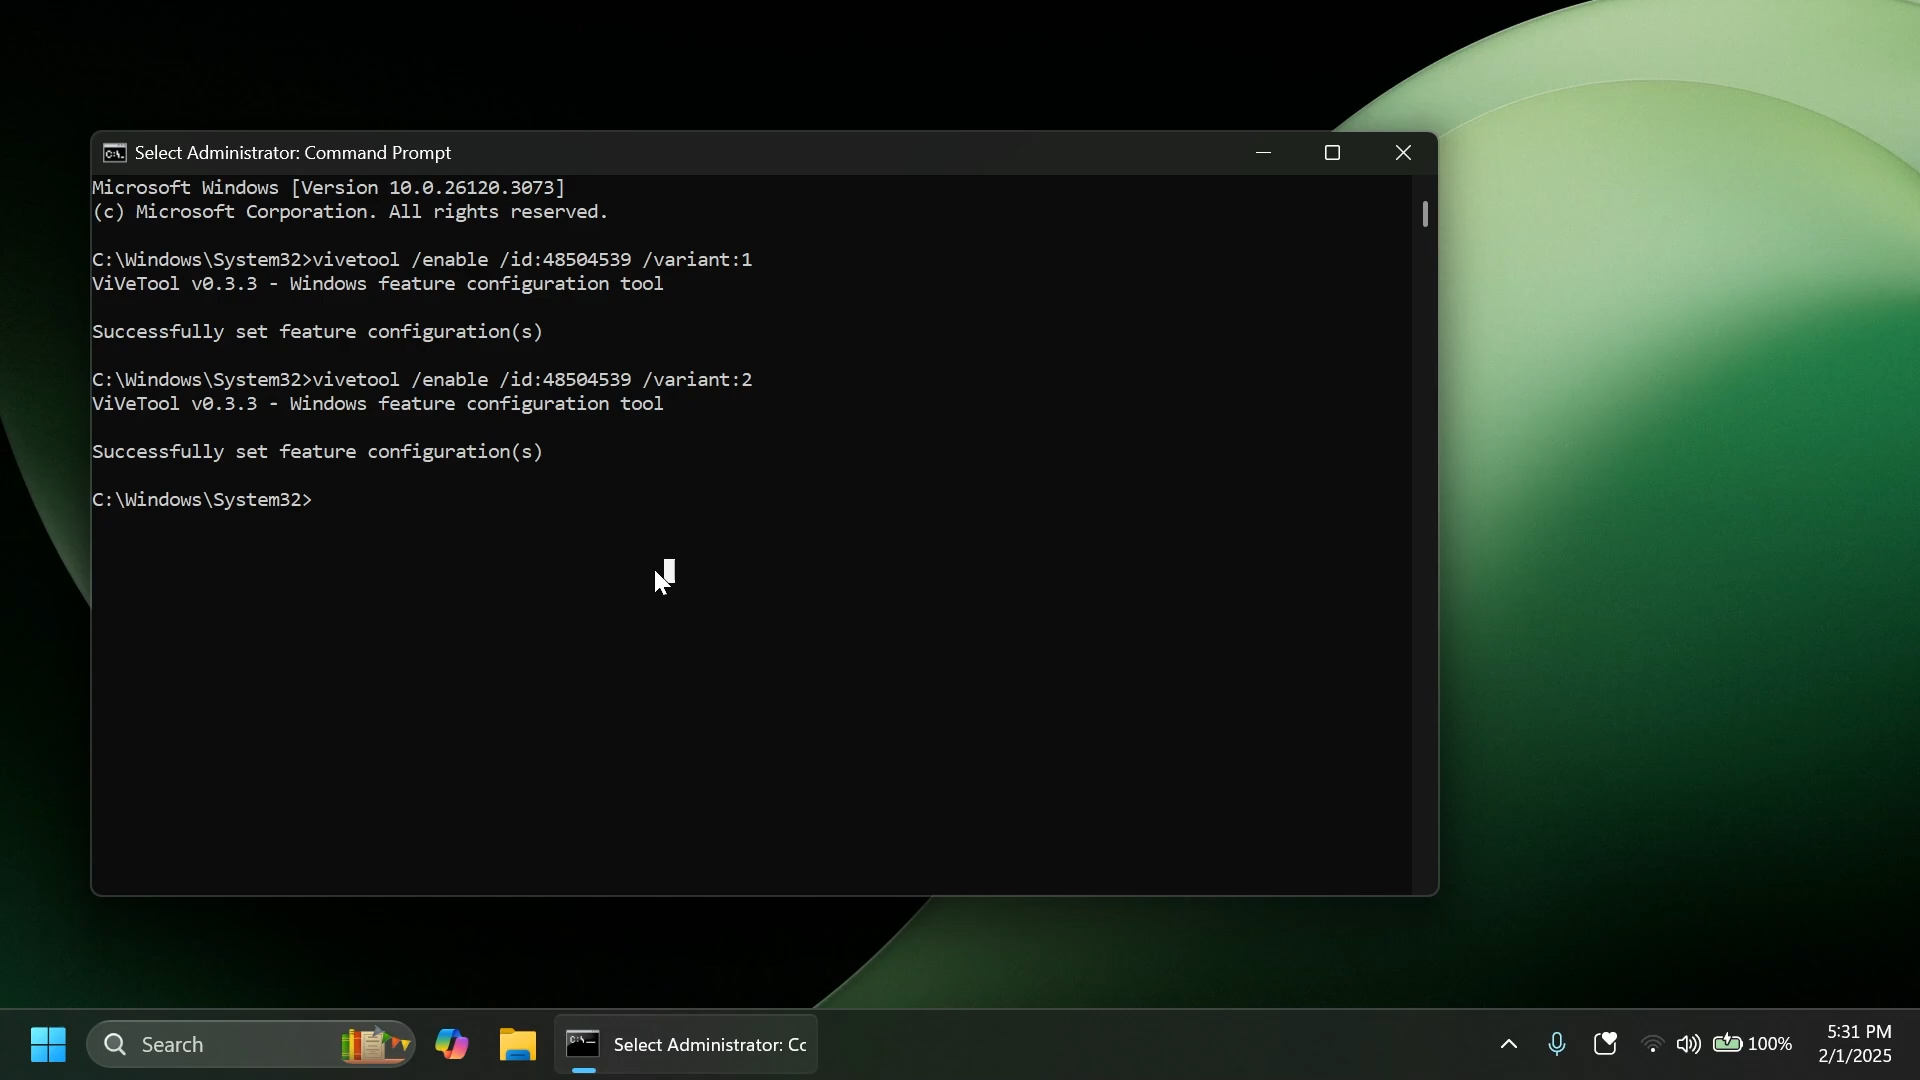 Select Administrator: Command Prompt
Microsoft Windows [Version 10.0.26120.3073]
(c) Microsoft Corporation. All rights reserved.
C:\Windows\System32>vivetool /enable /id:48504539 /variant:1
ViVeTool v0.3.3 - Windows feature configuration tool
Successfully set feature configuration(s)
C:\Windows\System32>vivetool /enable /id:48504539 /variant:2
ViVeTool v0.3.3 - Windows feature configuration tool
Successfully set feature configuration(s)
C:\Windows\System32>
Search
Select Administrator: Cc
100%
5:31 PM
2/1/2025